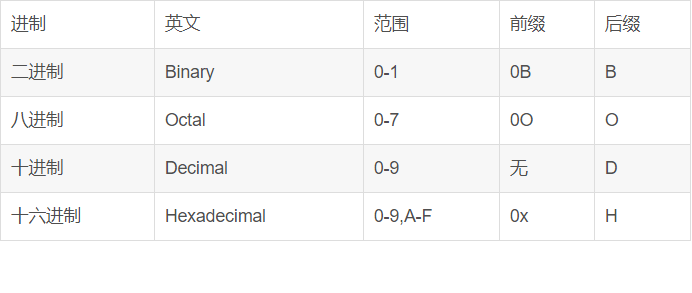 进制 英文 范围 前缀 后缀
二进制 Binary 0-1 0B B
八进制 Octal 0-7 0O O
十进制 Decimal 0-9 无 D
十六进制 Hexadecimal 0-9,A-F 0x H